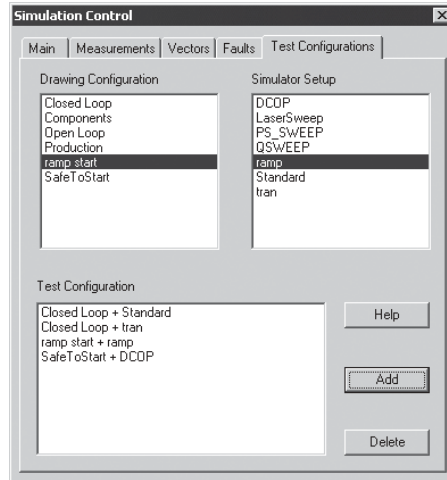 Simulation Control
Main Measurements Vectors Faults Test Configurations
Drawing Configuration
Closed Loop
Components
Open Loop
Production
ramp start
SafeToStart
Simulator Setup
DCOP
LaserSweep
PS_SWEEP
QSWEEP
ramp
Standard
tran
Test Configuration
Closed Loop + Standard
Closed Loop + tran
ramp start + ramp
SafeToStart + DCOP
Help
Add
Delete